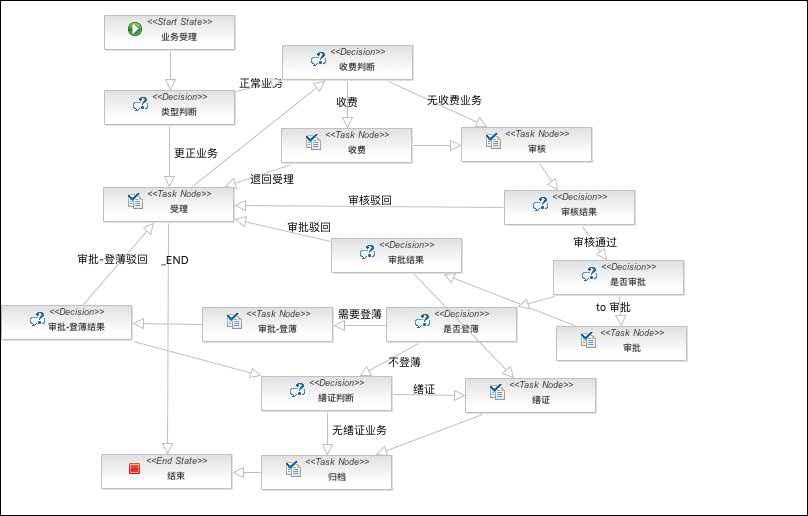 <<Start State>>
业务受理
<<Decision>>
收费判断
正常业务
<<Decision>>
类型判断
收费
无收费业务
<<Task Node>>
收费
<<Task Node>>
审核
更正业务
退回受理
<<Task Node>>
受理
审核驳回
<<Decision>>
审核结果
审批驳回
审核通过
<<Decision>>
审批结果
审批-登薄驳回
_END
<<Decision>>
是否审批
to 审批
<<Decision>>
审批-登薄结果
<<Task Node>>
审批-登薄
需要登薄
<<Decision>>
是否登薄
<<Task Node>>
审批
不登薄
<<Decision>>
缮证判断
缮证
<<Task Node>>
缮证
无缮证业务
<<End State>>
结束
<<Task Node>>
归档